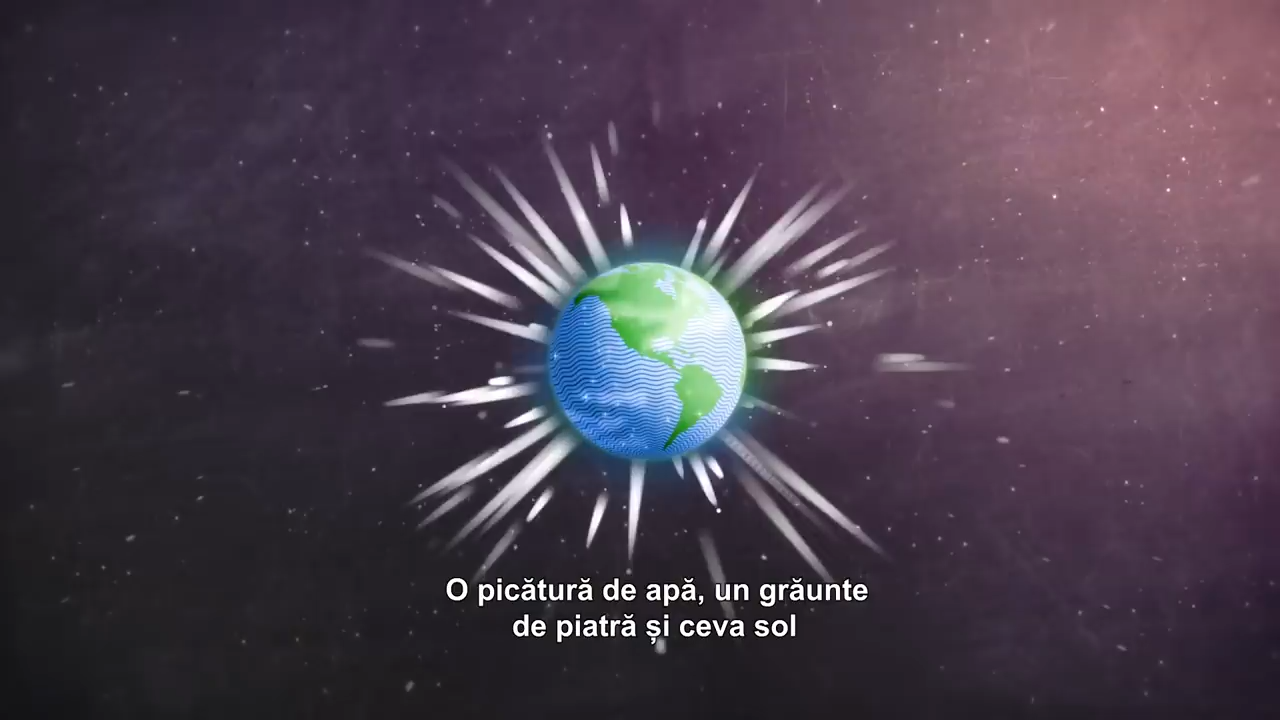 O picătură de apă, un grăunte
de piatră și ceva sol